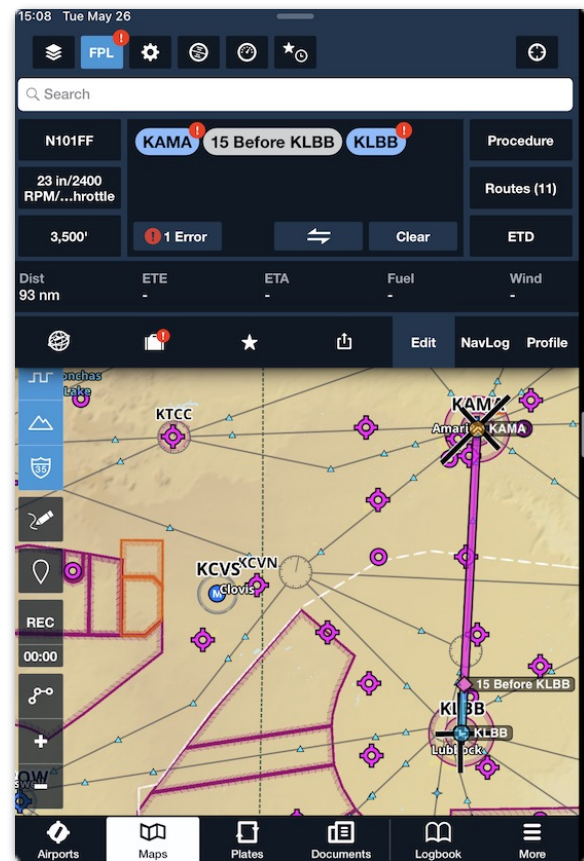 15:08 Tue May 26
FPL
Search
N101FF
KAMA 15 Before KLBB KLBB
Procedure
23 in/2400
RPM/...hrottle
Routes (11)
3,500'
1 Error
Clear
ETD
Dist ETE ETA Fuel Wind
93 nm - - - -
Edit NavLog Profile
Lake
KTCC
KAMA
Amari KAMA
35
KCVS KCVN
M Clovis
REC
00:00
15 Before KLBB
KLBB
KLBB
Lubbock
Airports Maps Plates Documents Logbook More